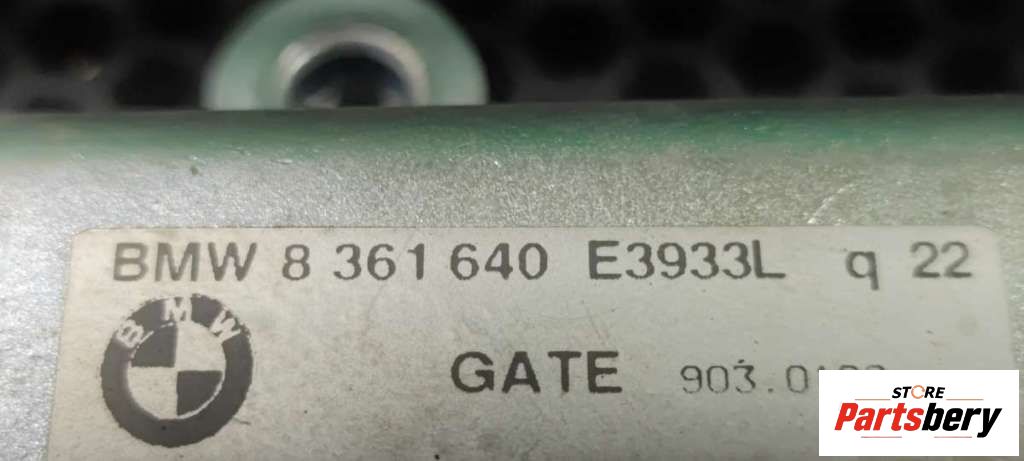 BMW 8 361 640 E3933L q 22
BMW
GATE
STORE
Partsbery